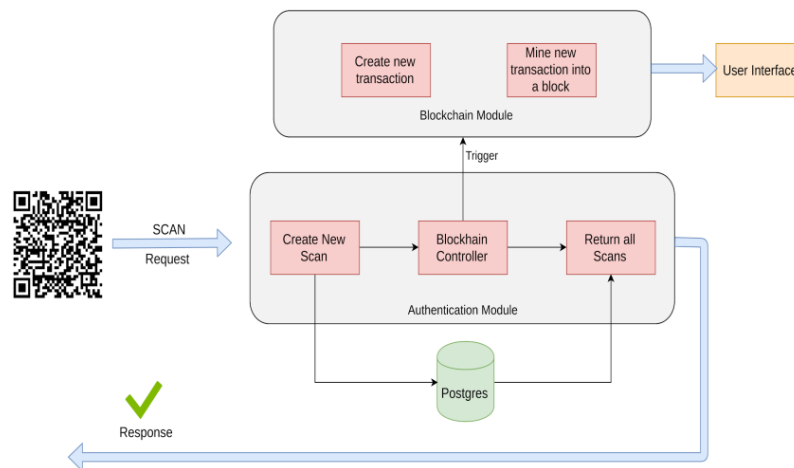 Create new
transaction
Mine new
transaction into
a block
User Interface
Blockchain Module
Trigger
SCAN
Request
Create New
Scan
Blockhain
Controller
Return all
Scans
Authentication Module
Postgres
Response